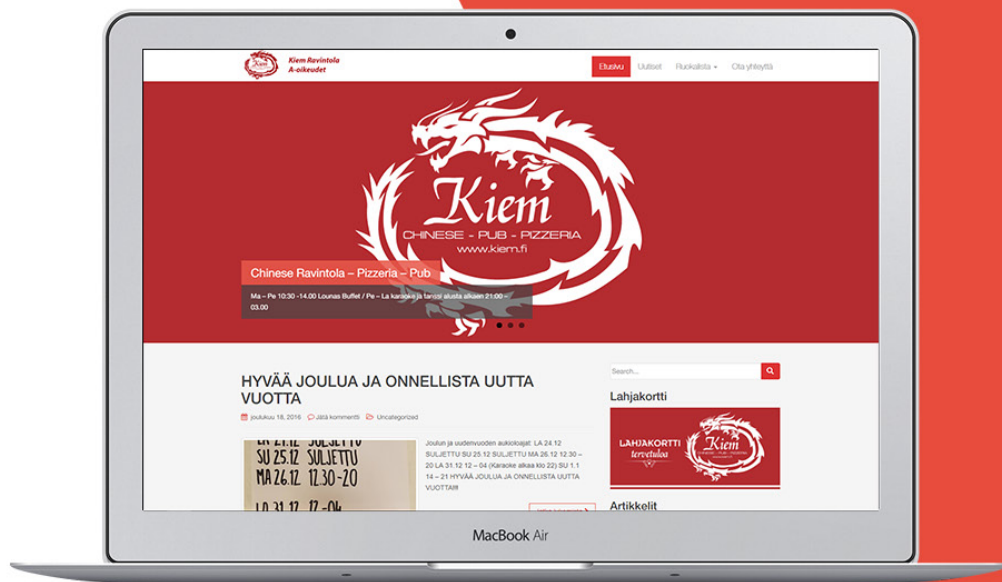 Kiem
Kiem Ravintola
A-oikeudet
Etusivu Uutiset Ruokalista Ota yhteyttä
Kiem
CHINESE - PUB - PIZZERIA
www.kiem.fi
Chinese Ravintola – Pizzeria – Pub
Ma – Pe 10:30 -14.00 Lounas Buffet / Pe – La karaoke ja tanssi alusta alkaen 21:00 –
03.00
HYVÄÄ JOULUA JA ONNELLISTA UUTTA
VUOTTA
joulukuu 18, 2016 Jätä kommentti Uncategorized
LA 24.12 SULJETTU
SU 25.12 SULJETTU
MA 26.12 12.30-20
LA 31.12 12-04
Joulun ja uudenvuoden aukioloajat: LA 24.12
SULJETTU SU 25.12 SULJETTU MA 26.12 12.30 –
20 LA 31.12 12 – 04 (Karaoke alkaa klo 22) SU 1.1
14 – 21 HYVÄÄ JOULUA JA ONNELLISTA UUTTA
VUOTTA!!!
Search...
Lahjakortti
LAHJAKORTTI
tervetuloa
Kiem
CHINESE - PUB - PIZZERIA
Artikkelit
MacBook Air